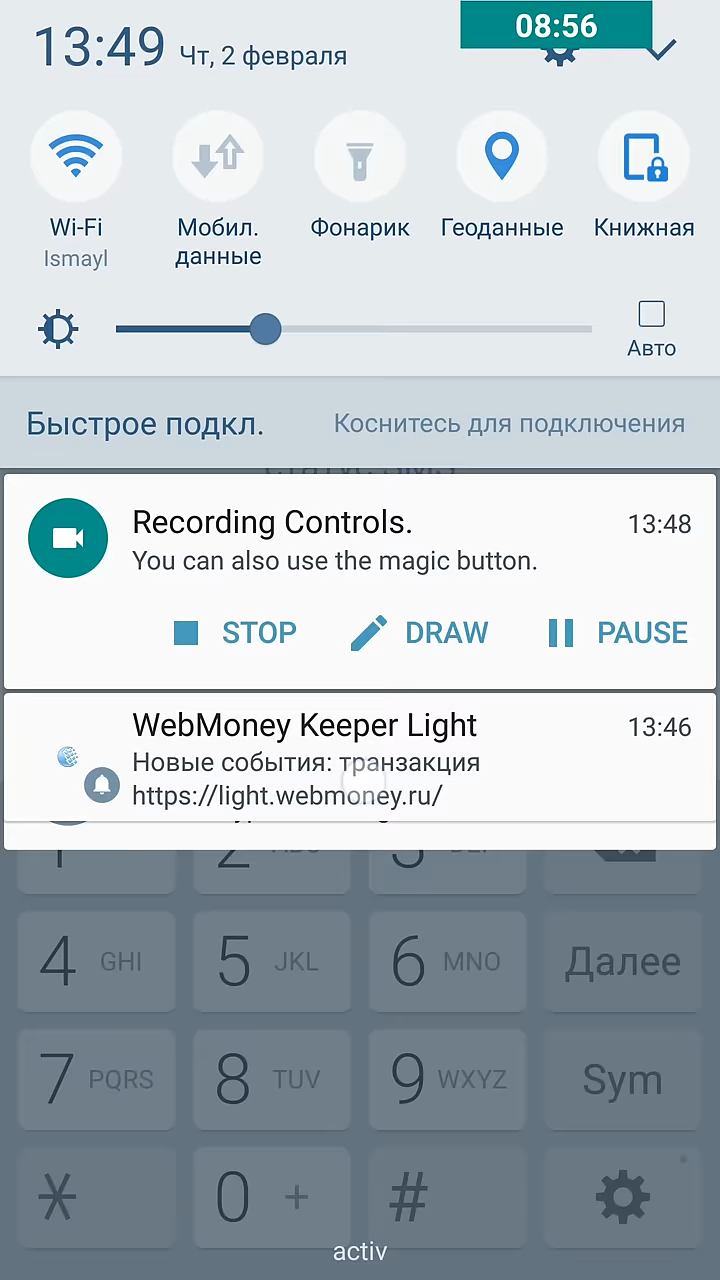 13:49 Чт, 2 февраля
08:56
Wi-Fi
Ismayl
Мобил.
данные
Фонарик
Геоданные
Книжная
Авто
Быстрое подкл.
Коснитесь для подключения
Recording Controls.
13:48
You can also use the magic button.
STOP
DRAW
PAUSE
WebMoney Keeper Light
13:46
Новые события: транзакция
https://light.webmoney.ru/
4 GHI
5 JKL
6 MNO
Далее
7 PQRS
8 TUV
9 WXYZ
Sym
*
0 +
#
activ